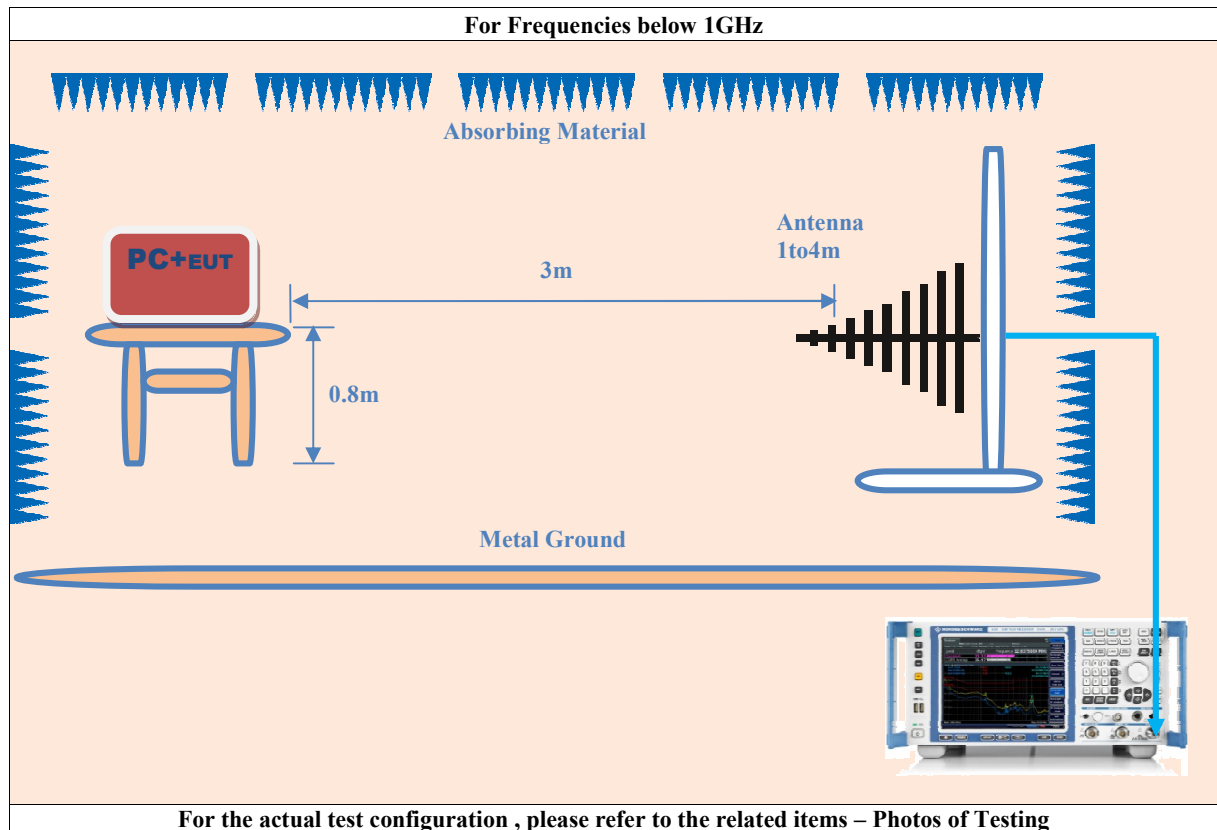 For Frequencies below 1GHz
Absorbing Material
Antenna
1to4m
PC+EUT
3m
0.8m
Metal Ground
For the actual test configuration , please refer to the related items – Photos of Testing